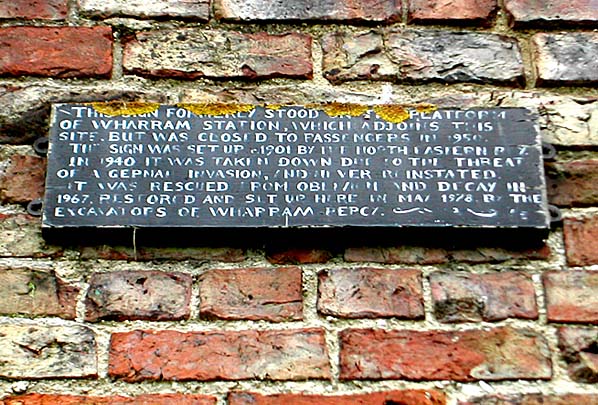 THIS SIGN FORMERLY STOOD ON THE PLATFORM
OF WHARRAM STATION, WHICH ADJOINS THIS
SITE, BUT WAS CLOSED TO PASSENGERS IN 1950.
THE SIGN WAS SET UP c1901 BY THE NORTH EASTERN RLY.
IN 1940 IT WAS TAKEN DOWN DUE TO THE THREAT
OF A GERMAN INVASION, AND NEVER REINSTATED.
IT WAS RESCUED FROM OBLIVION AND DECAY IN
1967, RESTORED AND SET UP HERE IN MAY 1978, BY THE
EXCAVATORS OF WHARRAM PERCY.